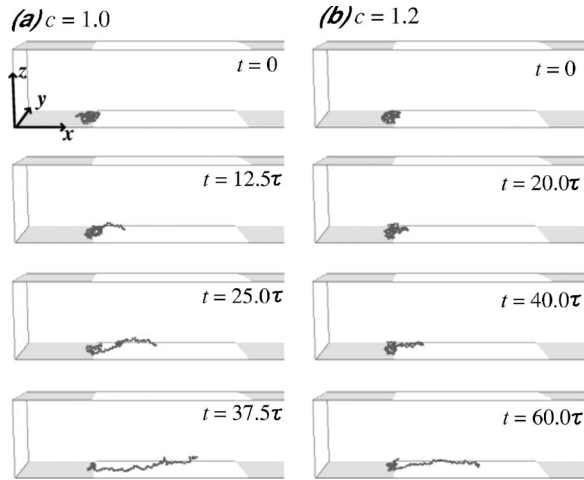 (a) c = 1.0
t = 0
z
y
x
t = 12.5τ
t = 25.0τ
t = 37.5τ
(b) c = 1.2
t = 0
t = 20.0τ
t = 40.0τ
t = 60.0τ